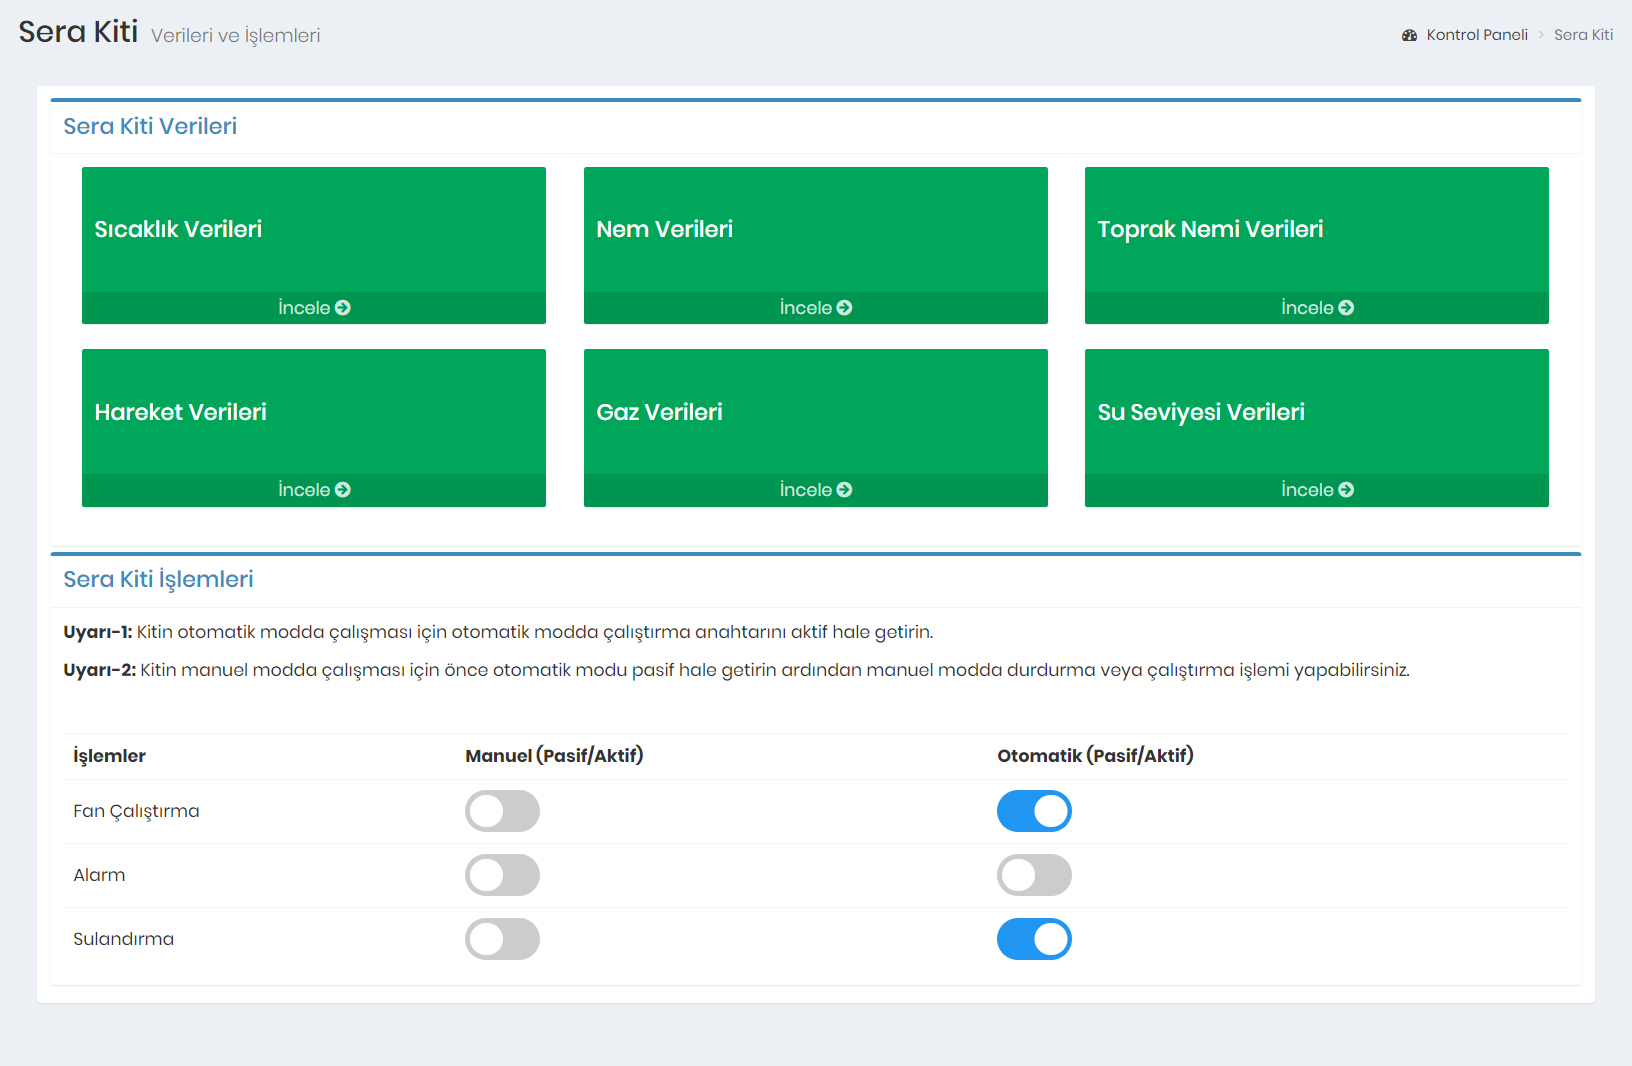 Sera Kiti Verileri ve İşlemleri
Kontrol Paneli > Sera Kiti
Sera Kiti Verileri
Sıcaklık Verileri
İncele
Nem Verileri
İncele
Toprak Nemi Verileri
İncele
Hareket Verileri
İncele
Gaz Verileri
İncele
Su Seviyesi Verileri
İncele
Sera Kiti İşlemleri
Uyarı-1: Kitin otomatik modda çalışması için otomatik modda çalıştırma anahtarını aktif hale getirin.
Uyarı-2: Kitin manuel modda çalışması için önce otomatik modu pasif hale getirin ardından manuel modda durdurma veya çalıştırma işlemi yapabilirsiniz.
İşlemler Manuel (Pasif/Aktif) Otomatik (Pasif/Aktif)
Fan Çalıştırma
Alarm
Sulandırma